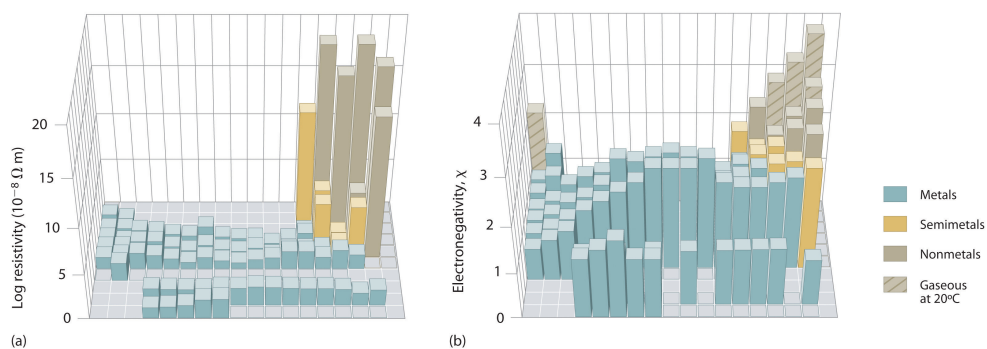 (a)
Log resistivity (10⁻⁸ Ω m)
20
15
10
5
0
(b)
Electronegativity, χ
4
3
2
1
0
Metals
Semimetals
Nonmetals
Gaseous
at 20ºC